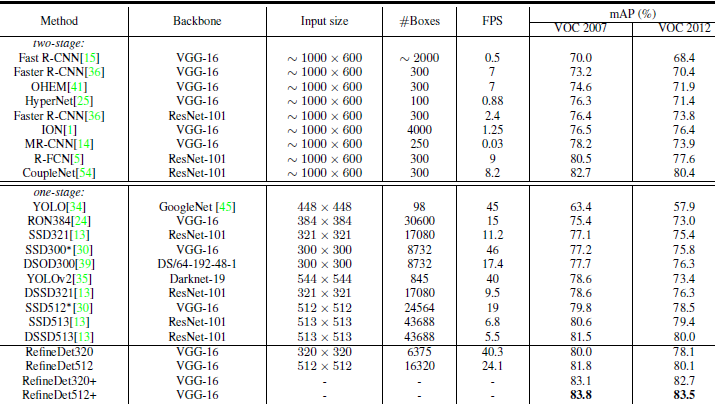 Method Backbone Input size #Boxes FPS mAP (%)
VOC 2007 VOC 2012
two-stage:
Fast R-CNN[15] VGG-16 ∼ 1000 × 600 ∼ 2000 0.5 70.0 68.4
Faster R-CNN[36] VGG-16 ∼ 1000 × 600 300 7 73.2 70.4
OHEM[41] VGG-16 ∼ 1000 × 600 300 7 74.6 71.9
HyperNet[25] VGG-16 ∼ 1000 × 600 100 0.88 76.3 71.4
Faster R-CNN[36] ResNet-101 ∼ 1000 × 600 300 2.4 76.4 73.8
ION[1] VGG-16 ∼ 1000 × 600 4000 1.25 76.5 76.4
MR-CNN[14] VGG-16 ∼ 1000 × 600 250 0.03 78.2 73.9
R-FCN[5] ResNet-101 ∼ 1000 × 600 300 9 80.5 77.6
CoupleNet[54] ResNet-101 ∼ 1000 × 600 300 8.2 82.7 80.4
one-stage:
YOLO[34] GoogleNet [45] 448 × 448 98 45 63.4 57.9
RON384[24] VGG-16 384 × 384 30600 15 75.4 73.0
SSD321[13] ResNet-101 321 × 321 17080 11.2 77.1 75.4
SSD300*[30] VGG-16 300 × 300 8732 46 77.2 75.8
DSOD300[39] DS/64-192-48-1 300 × 300 8732 17.4 77.7 76.3
YOLOv2[35] Darknet-19 544 × 544 845 40 78.6 73.4
DSSD321[13] ResNet-101 321 × 321 17080 9.5 78.6 76.3
SSD512*[30] VGG-16 512 × 512 24564 19 79.8 78.5
SSD513[13] ResNet-101 513 × 513 43688 6.8 80.6 79.4
DSSD513[13] ResNet-101 513 × 513 43688 5.5 81.5 80.0
RefineDet320 VGG-16 320 × 320 6375 40.3 80.0 78.1
RefineDet512 VGG-16 512 × 512 16320 24.1 81.8 80.1
RefineDet320+ VGG-16 - - - 83.1 82.7
RefineDet512+ VGG-16 - - - 83.8 83.5